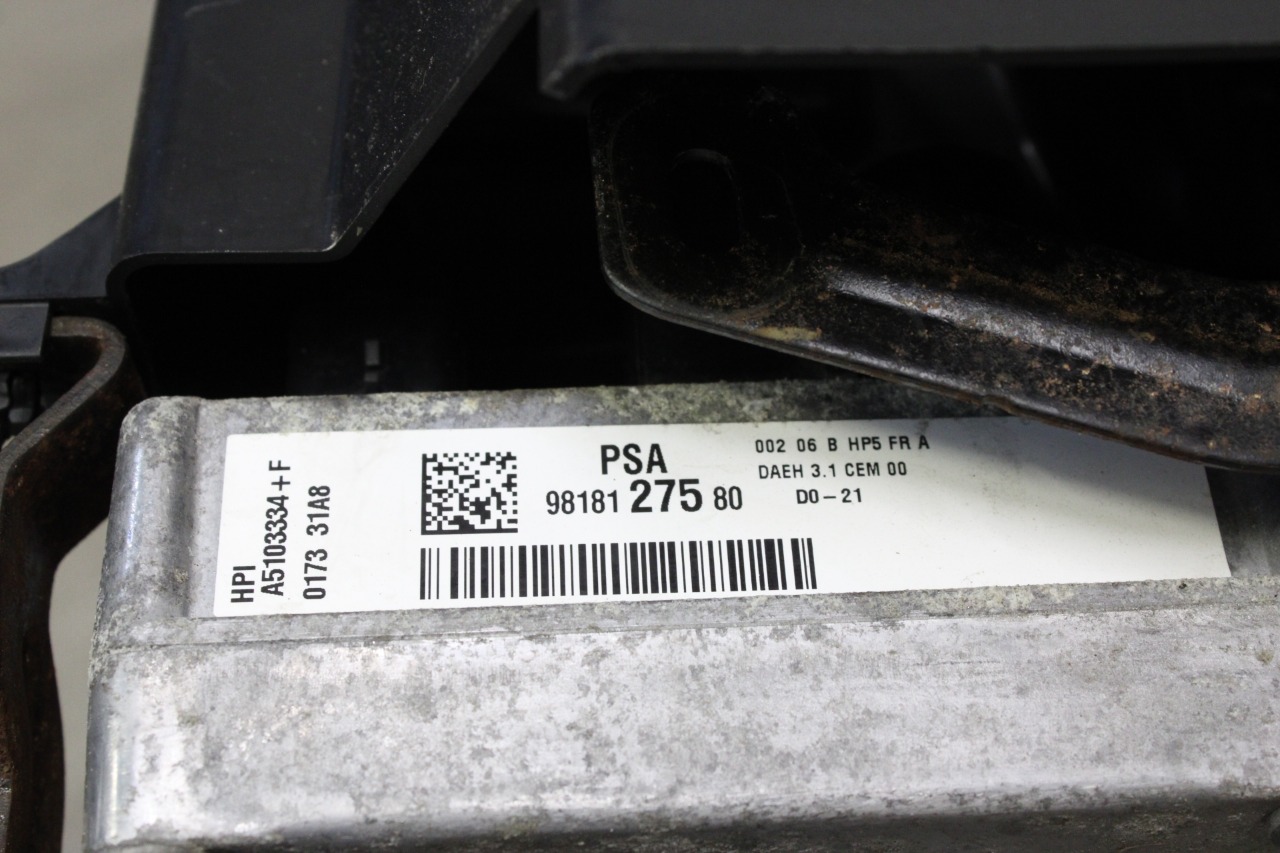 HPI
A5103334+F
0173 31A8
PSA
98181 275 80
002 06 B HP5 FR A
DAEH 3.1 CEM 00
D0-21